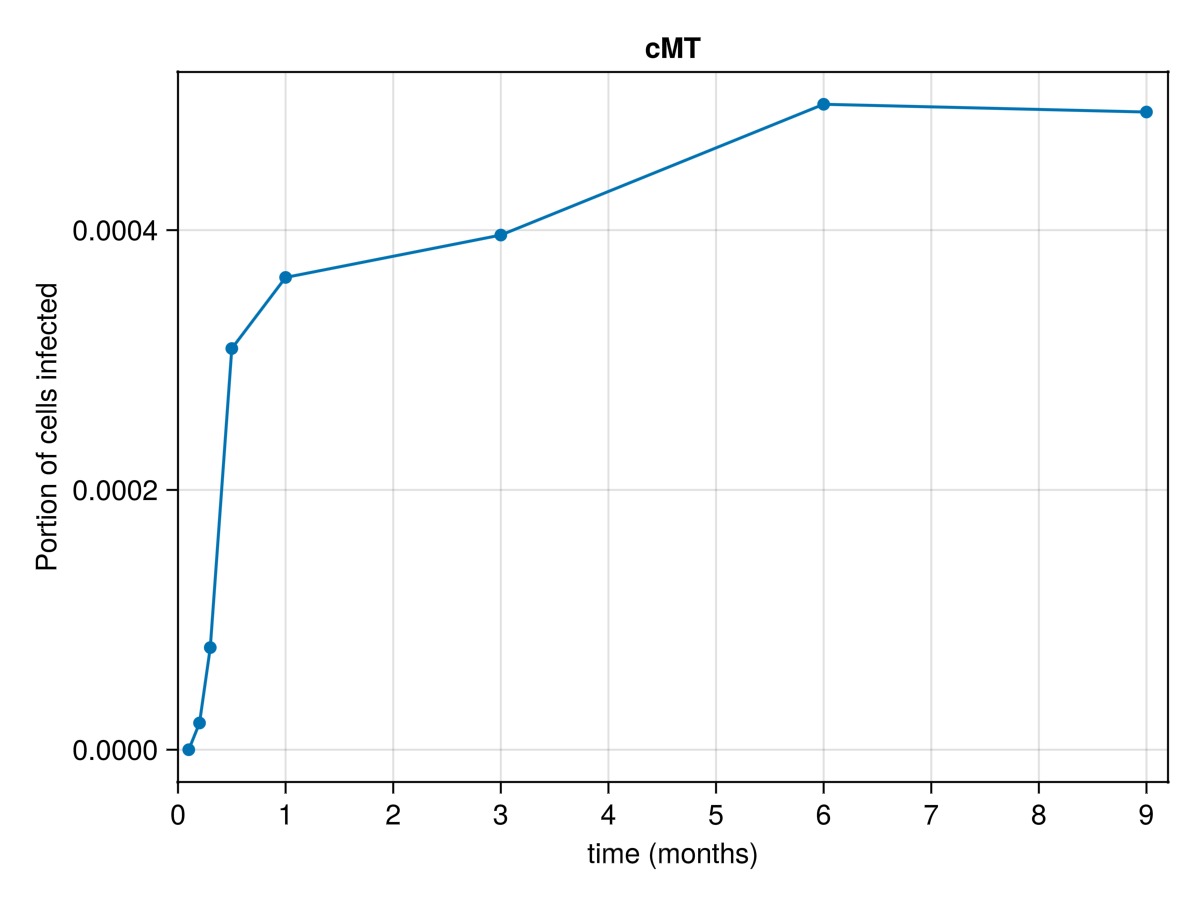 cMT
Portion of cells infected
0.0004
0.0002
0.0000
0 1 2 3 4 5 6 7 8 9
time (months)